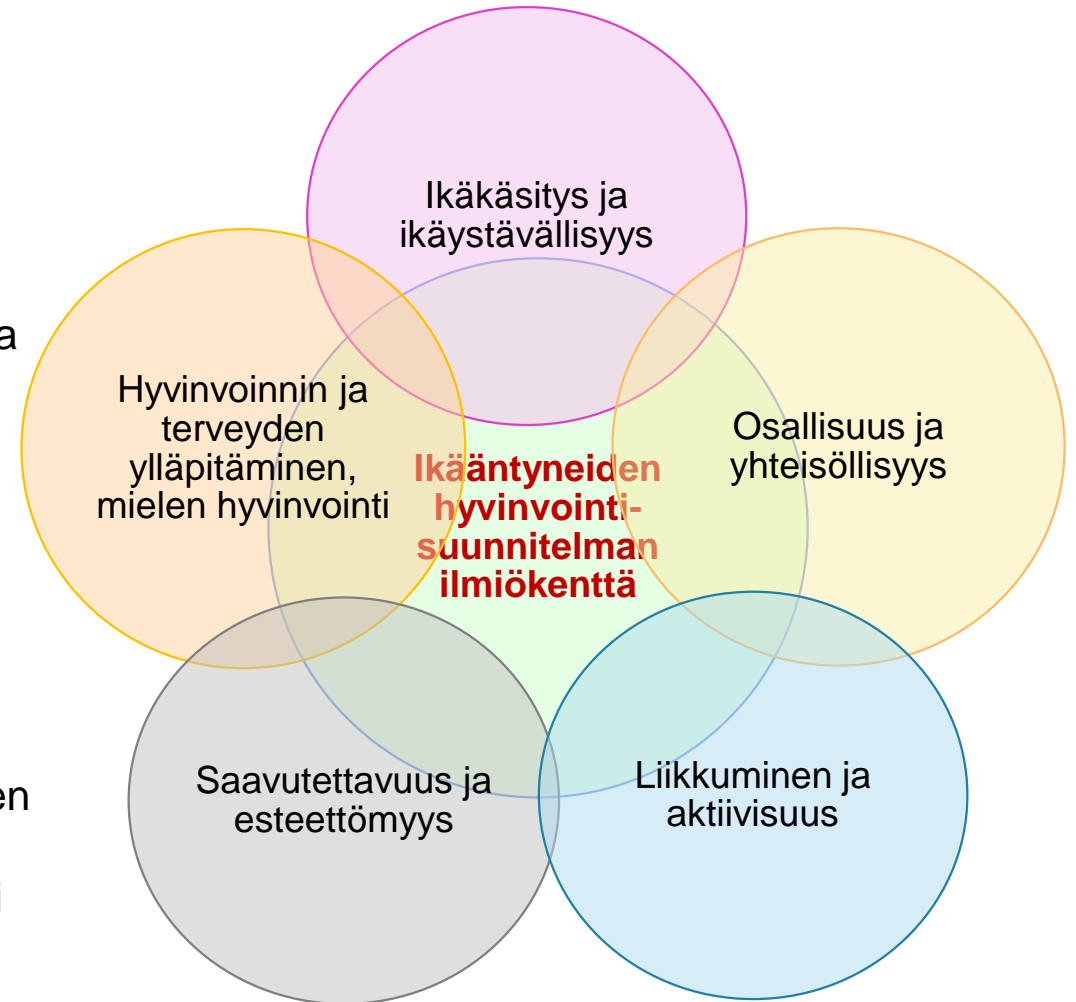 Ikäkäsitys ja
ikäystävällisyys
a
Hyvinvoinnin ja
terveyden
ylläpitäminen,
mielen hyvinvointi
Ikääntyneiden
hyvinvointi-
suunnitelman
ilmiökenttä
Osallisuus ja
yhteisöllisyys
Saavutettavuus ja
esteettömyys
Liikkuminen ja
aktiivisuus
en
i